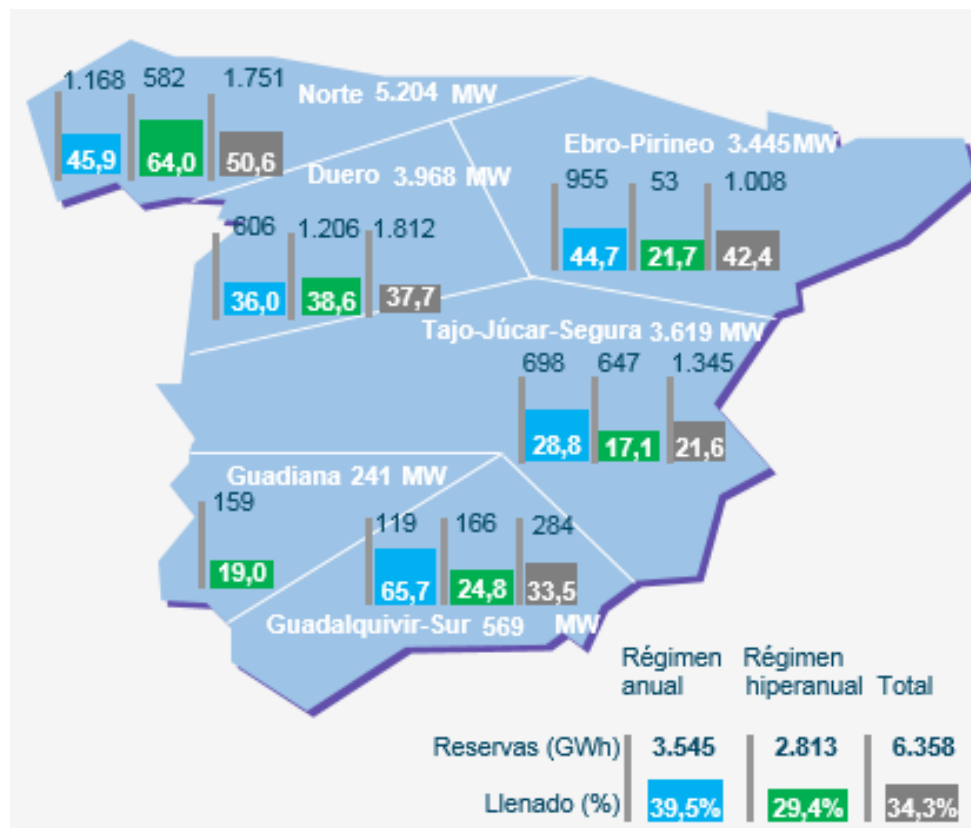 1.168 582 1.751
Norte 5.204 MW
45,9 64,0 50,6
Ebro-Pirineo 3.445 MW
955 53 1.008
44,7 21,7 42,4
Duero 3.968 MW
606 1.206 1.812
36,0 38,6 37,7
Tajo-Júcar-Segura 3.619 MW
698 647 1.345
28,8 17,1 21,6
Guadiana 241 MW
159
19,0
119 166 284
65,7 24,8 33,5
Guadalquivir-Sur 569 MW
Régimen anual
Régimen hiperanual
Total
Reservas (GWh) 3.545 2.813 6.358
Llenado (%) 39,5% 29,4% 34,3%